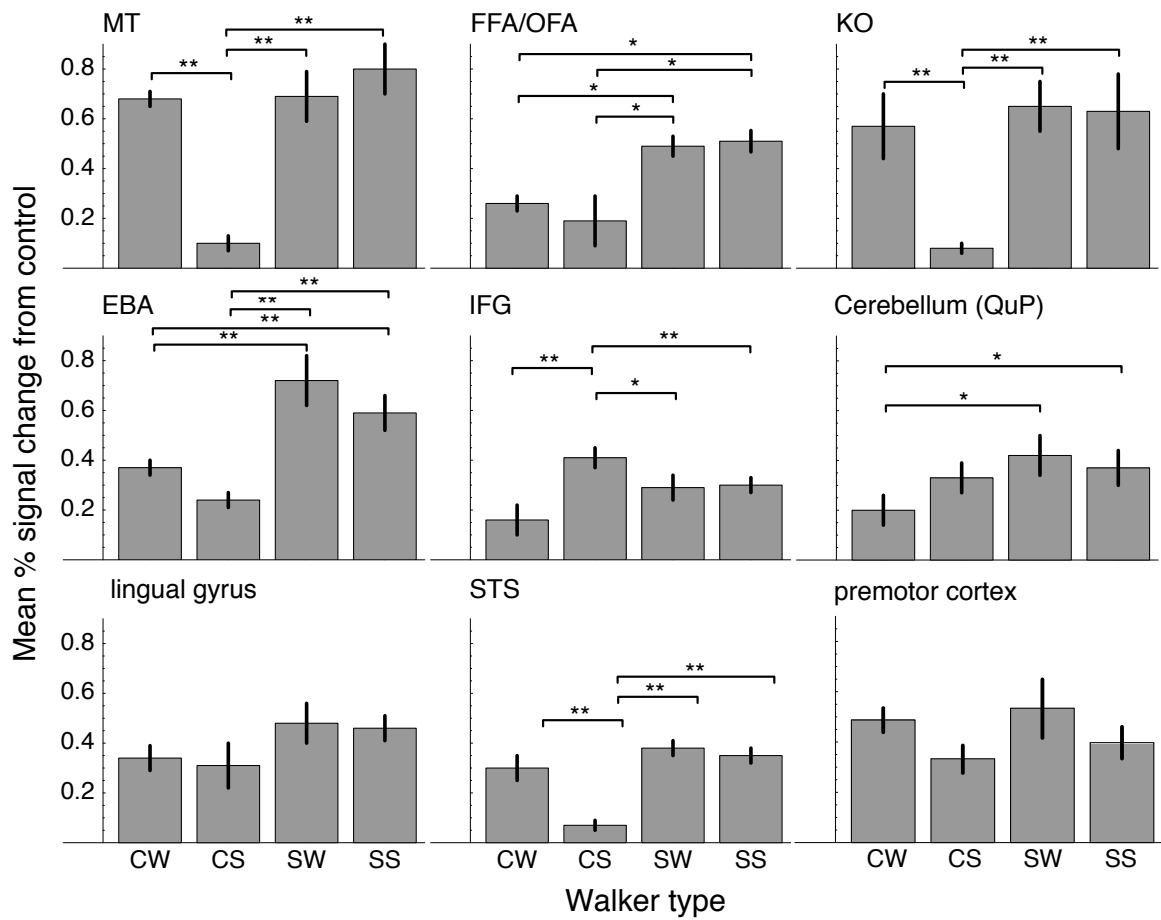 Mean % signal change from control
MT
FFA/OFA
KO
**
**
**
*
*
*
*
**
**
**
0.8
0.6
0.4
0.2
EBA
IFG
Cerebellum (QuP)
**
**
**
**
**
**
*
*
*
0.8
0.6
0.4
0.2
lingual gyrus
STS
premotor cortex
**
**
**
0.8
0.6
0.4
0.2
CW CS SW SS
CW CS SW SS
CW CS SW SS
Walker type